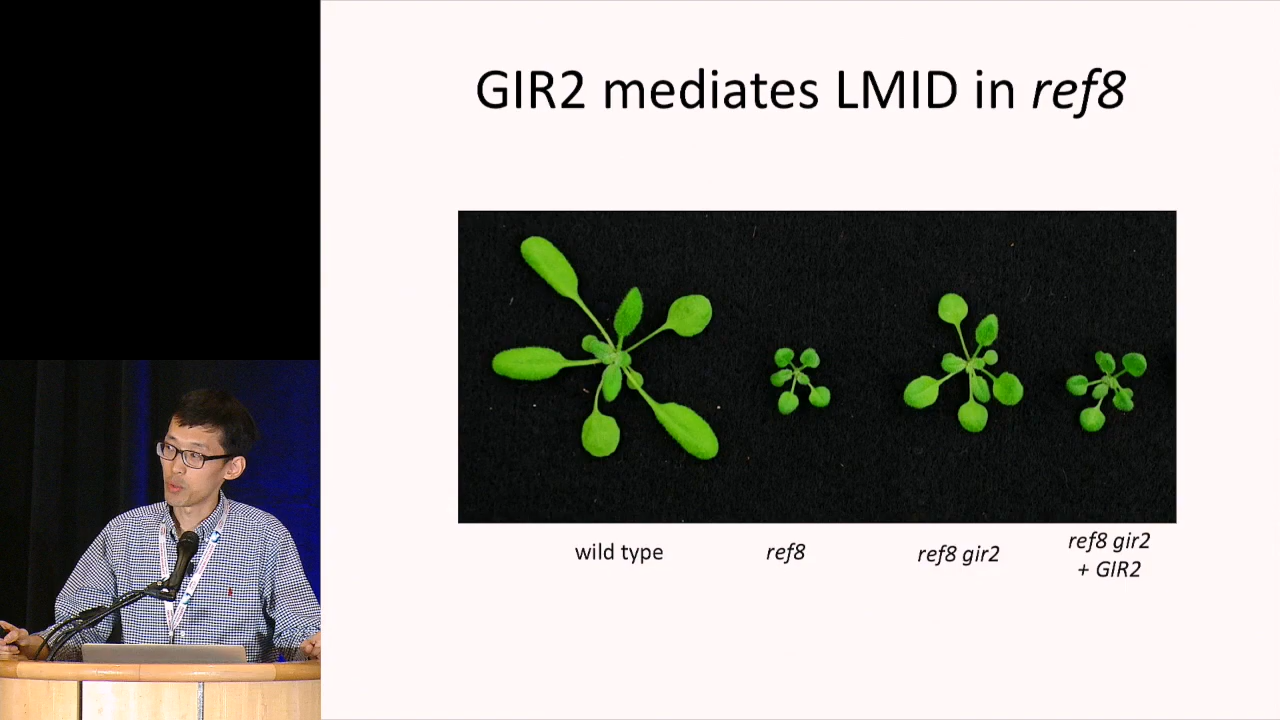 GIR2 mediates LMID in ref8
wild type
ref8
ref8 gir2
ref8 gir2
+ GIR2